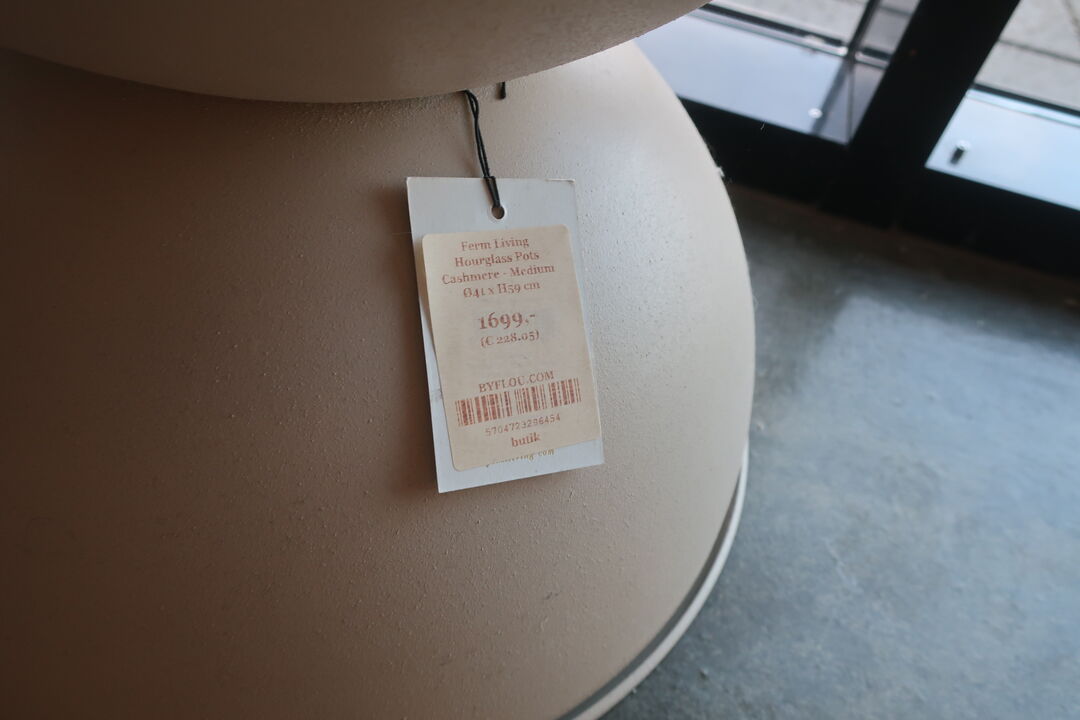 Ferm Living
Hourglass Pots
Cashmere - Medium
Ø41 x H59 cm
1699,-
(€ 228.05)
BYFLOU.COM
5704723286454
butik